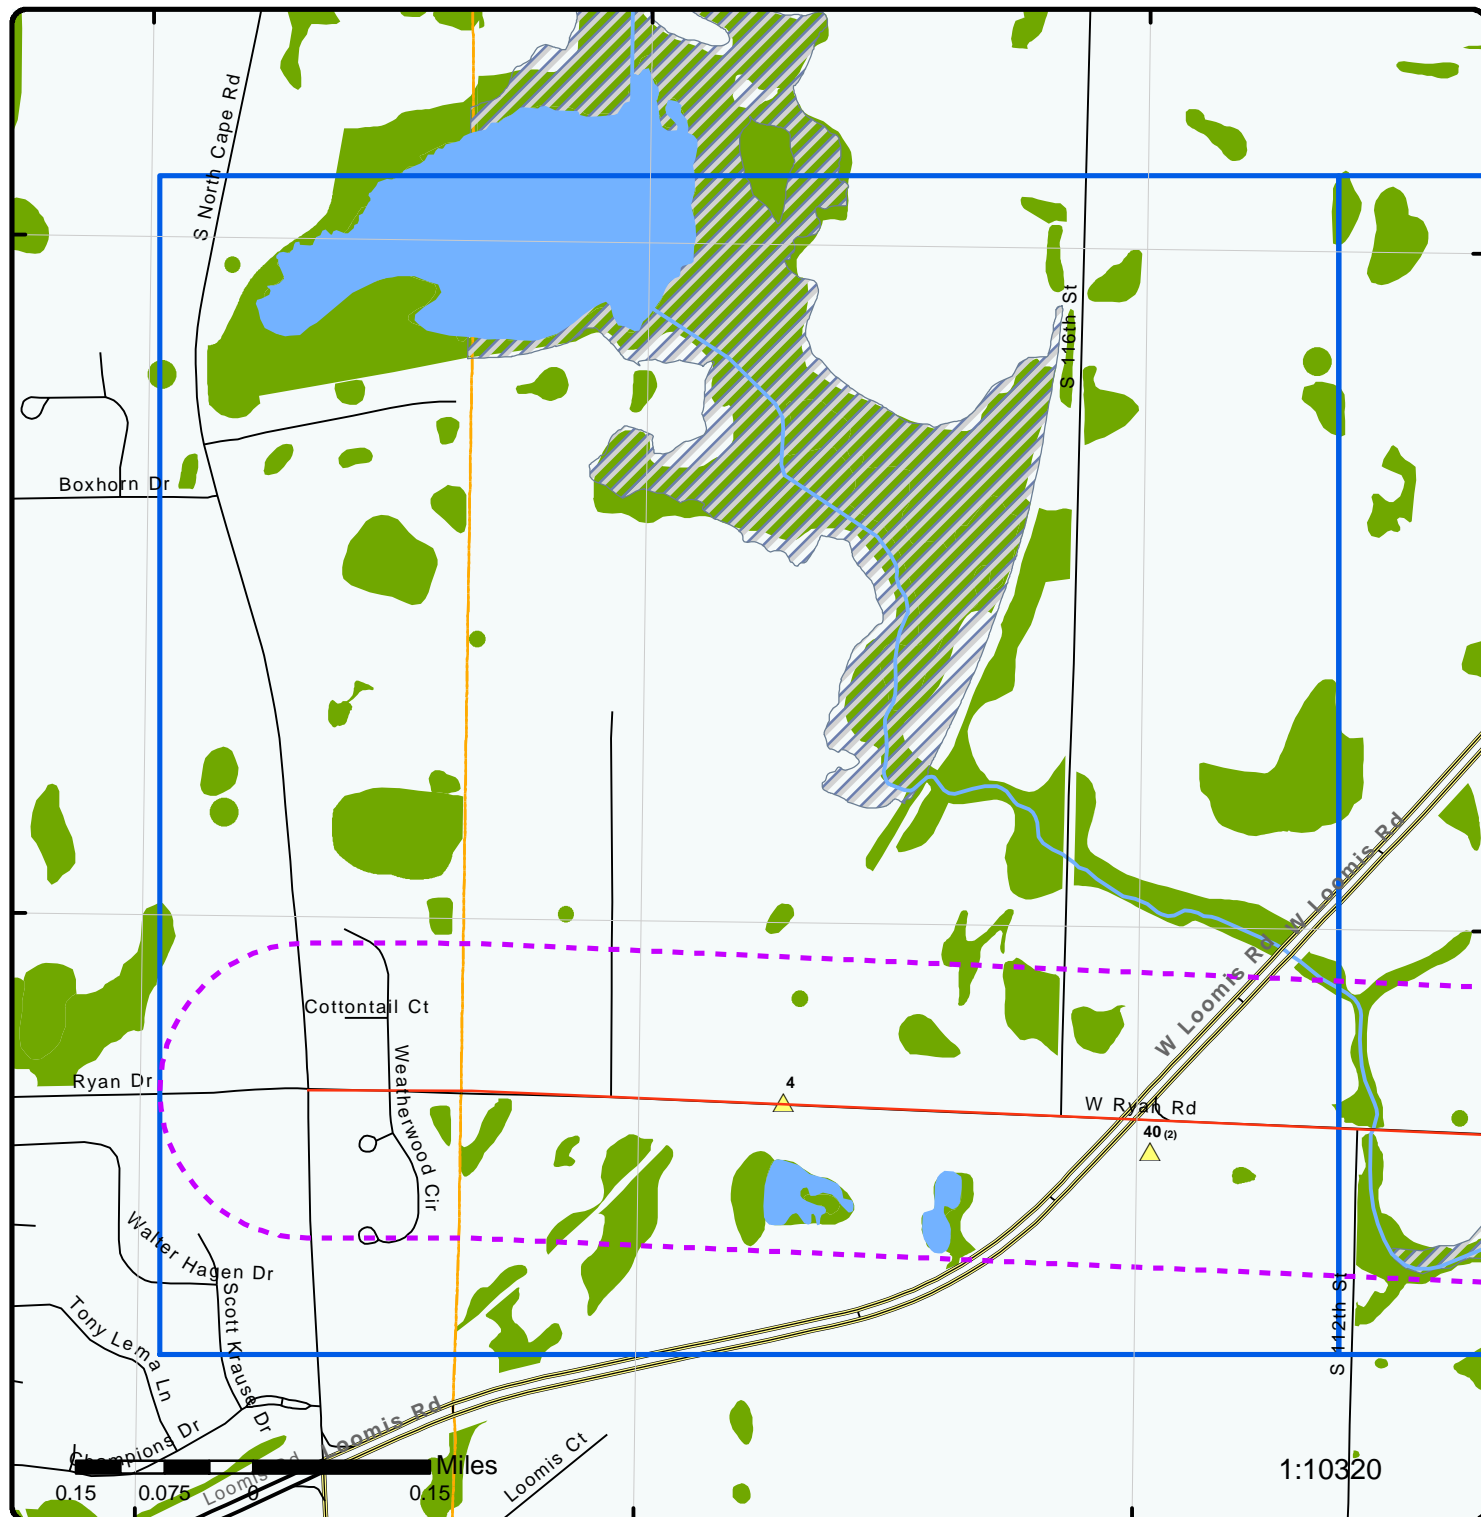 S North Cape Rd
S 116th St
Boxhorn Dr
W Loomis Rd
W Loomis Rd
Cottontail Ct
Weatherwood Cir
Ryan Dr
4
W Ryan Rd
40 (2)
Walter Hagen Dr
Scott Krause Dr
Tony Lema Ln
S 112th St
Loomis Rd
Champions Dr
Loomis Rd
Loomis Ct
Miles
0.15 0.075 0 0.15
1:10320